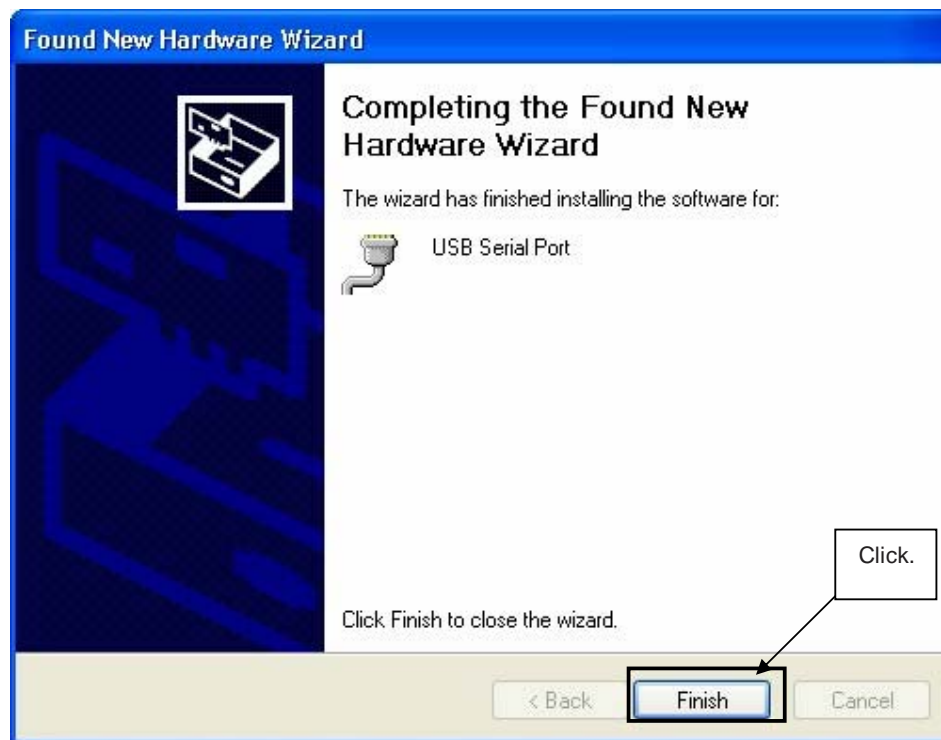 Found New Hardware Wizard
Completing the Found New
Hardware Wizard
The wizard has finished installing the software for:
USB Serial Port
Click.
Click Finish to close the wizard.
< Back
Finish
Cancel